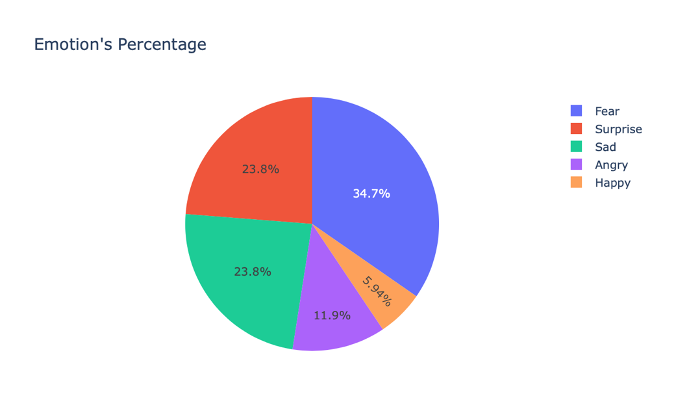 Emotion's Percentage
Fear
Surprise
Sad
Angry
Happy
23.8%
34.7%
23.8%
5.94%
11.9%